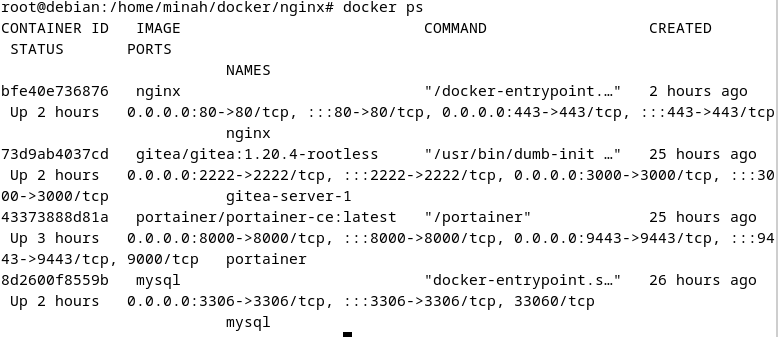 root@debian:/home/minah/docker/nginx# docker ps
CONTAINER ID   IMAGE                           COMMAND                  CREATED
 STATUS       PORTS
                         NAMES
bfe40e736876   nginx                           "/docker-entrypoint.…"   2 hours ago
 Up 2 hours   0.0.0.0:80->80/tcp, :::80->80/tcp, 0.0.0.0:443->443/tcp, :::443->443/tcp
                         nginx
73d9ab4037cd   gitea/gitea:1.20.4-rootless     "/usr/bin/dumb-init …"   25 hours ago
 Up 2 hours   0.0.0.0:2222->2222/tcp, :::2222->2222/tcp, 0.0.0.0:3000->3000/tcp, :::30
00->3000/tcp             gitea-server-1
43373888d81a   portainer/portainer-ce:latest   "/portainer"             25 hours ago
 Up 3 hours   0.0.0.0:8000->8000/tcp, :::8000->8000/tcp, 0.0.0.0:9443->9443/tcp, :::94
43->9443/tcp, 9000/tcp   portainer
8d2600f8559b   mysql                           "docker-entrypoint.s…"   26 hours ago
 Up 2 hours   0.0.0.0:3306->3306/tcp, :::3306->3306/tcp, 33060/tcp
                         mysql